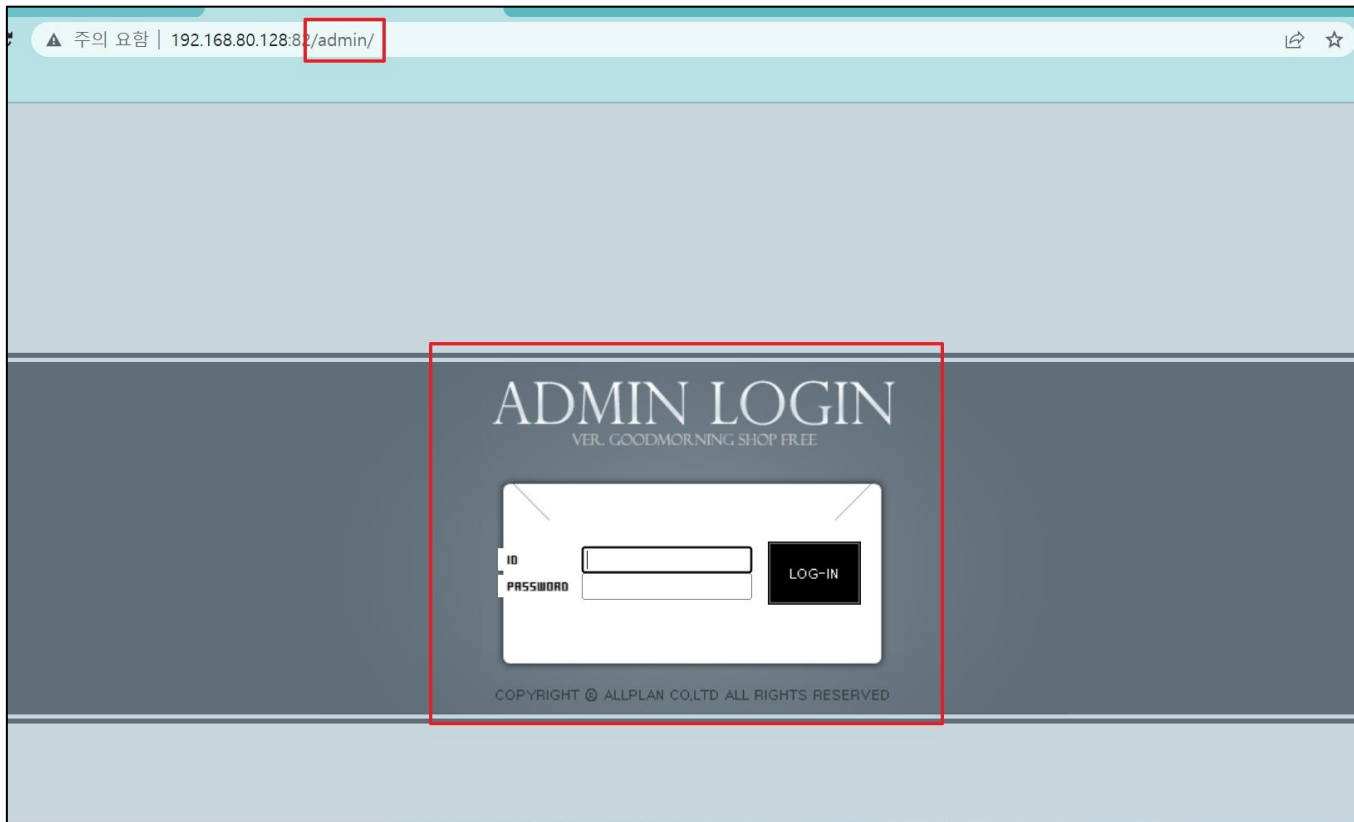 주의 요함 192.168.80.128:82/admin/
ADMIN LOGIN
VER. GOODMORNING SHOP FREE
ID
PASSWORD
LOG-IN
COPYRIGHT © ALLPLAN CO,LTD ALL RIGHTS RESERVED